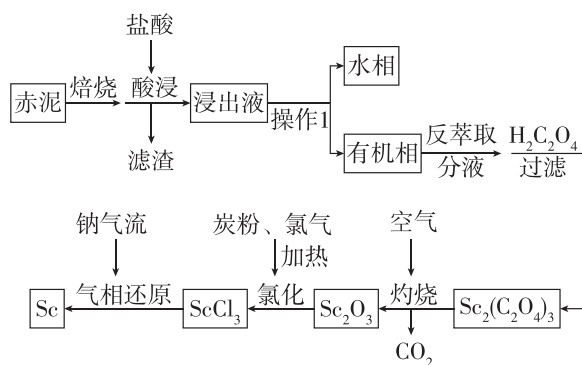 盐酸
赤泥 焙烧 酸浸 浸出液 操作1 水相
滤渣 有机相 反萃取 分液 H₂C₂O₄ 过滤
钠气流 炭粉、氯气 加热 空气
Sc 气相还原 ScCl₃ 氯化 Sc₂O₃ 灼烧 Sc₂(C₂O₄)₃
CO₂